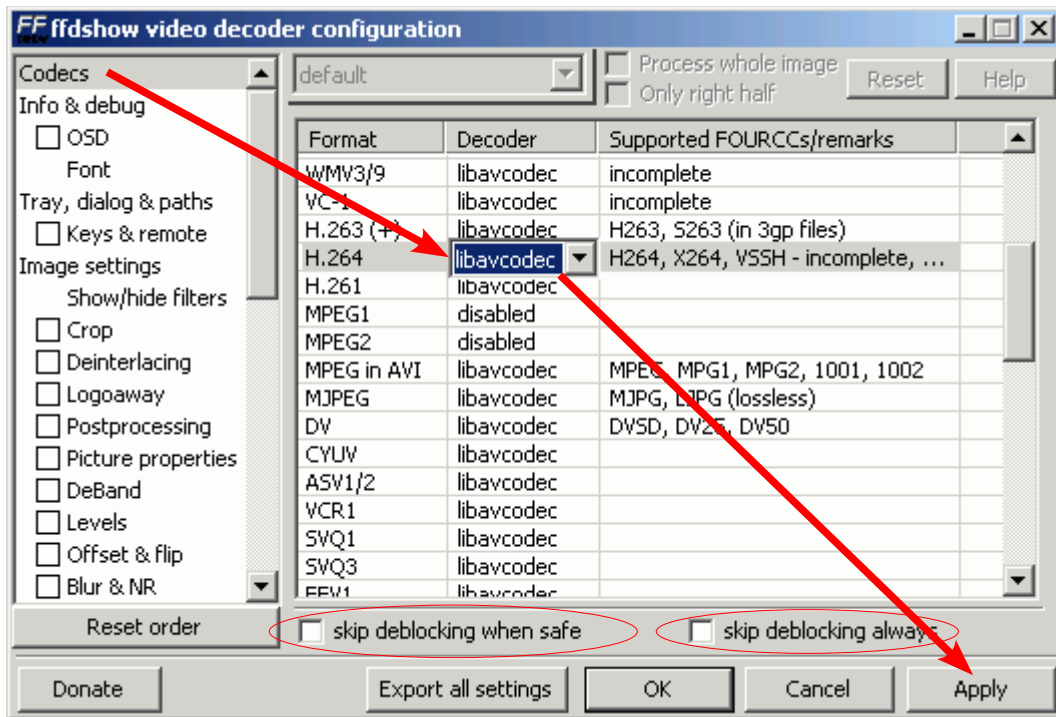 FF ffdshow video decoder configuration
Codecs
Info & debug
OSD
Font
Tray, dialog & paths
Keys & remote
Image settings
Show/hide filters
Crop
Deinterlacing
Logoaway
Postprocessing
Picture properties
DeBand
Levels
Offset & flip
Blur & NR
Reset order
default
Process whole image
Only right half
Reset
Help
Format Decoder Supported FOURCCs/remarks
WMV3/9 libavcodec incomplete
VC-1 libavcodec incomplete
H.263 (+) libavcodec H263, S263 (in 3gp files)
H.264 libavcodec H264, X264, VSSH - incomplete, ...
H.261 libavcodec
MPEG1 disabled
MPEG2 disabled
MPEG in AVI libavcodec MPEG, MPG1, MPG2, 1001, 1002
MJPEG libavcodec MJPG, LJPG (lossless)
DV libavcodec DVSD, DV25, DV50
CYUV libavcodec
ASV1/2 libavcodec
VCR1 libavcodec
SVQ1 libavcodec
SVQ3 libavcodec
FFV1 libavcodec
skip deblocking when safe
skip deblocking always
Donate
Export all settings
OK
Cancel
Apply